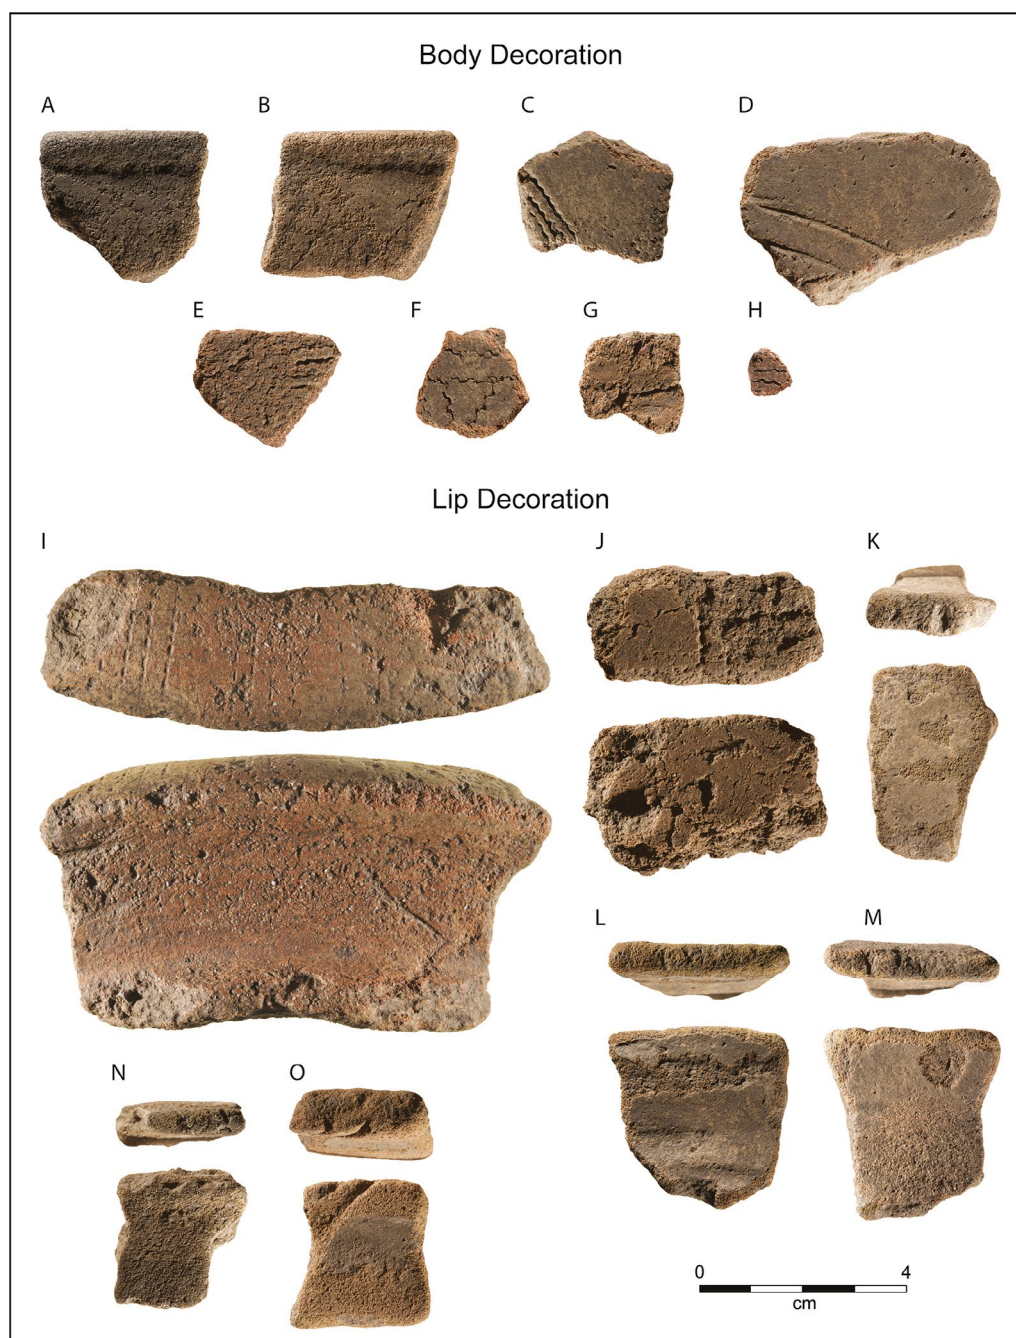 Body Decoration
A B C D
E F G H
Lip Decoration
I J K
L M
N O
0 4
cm